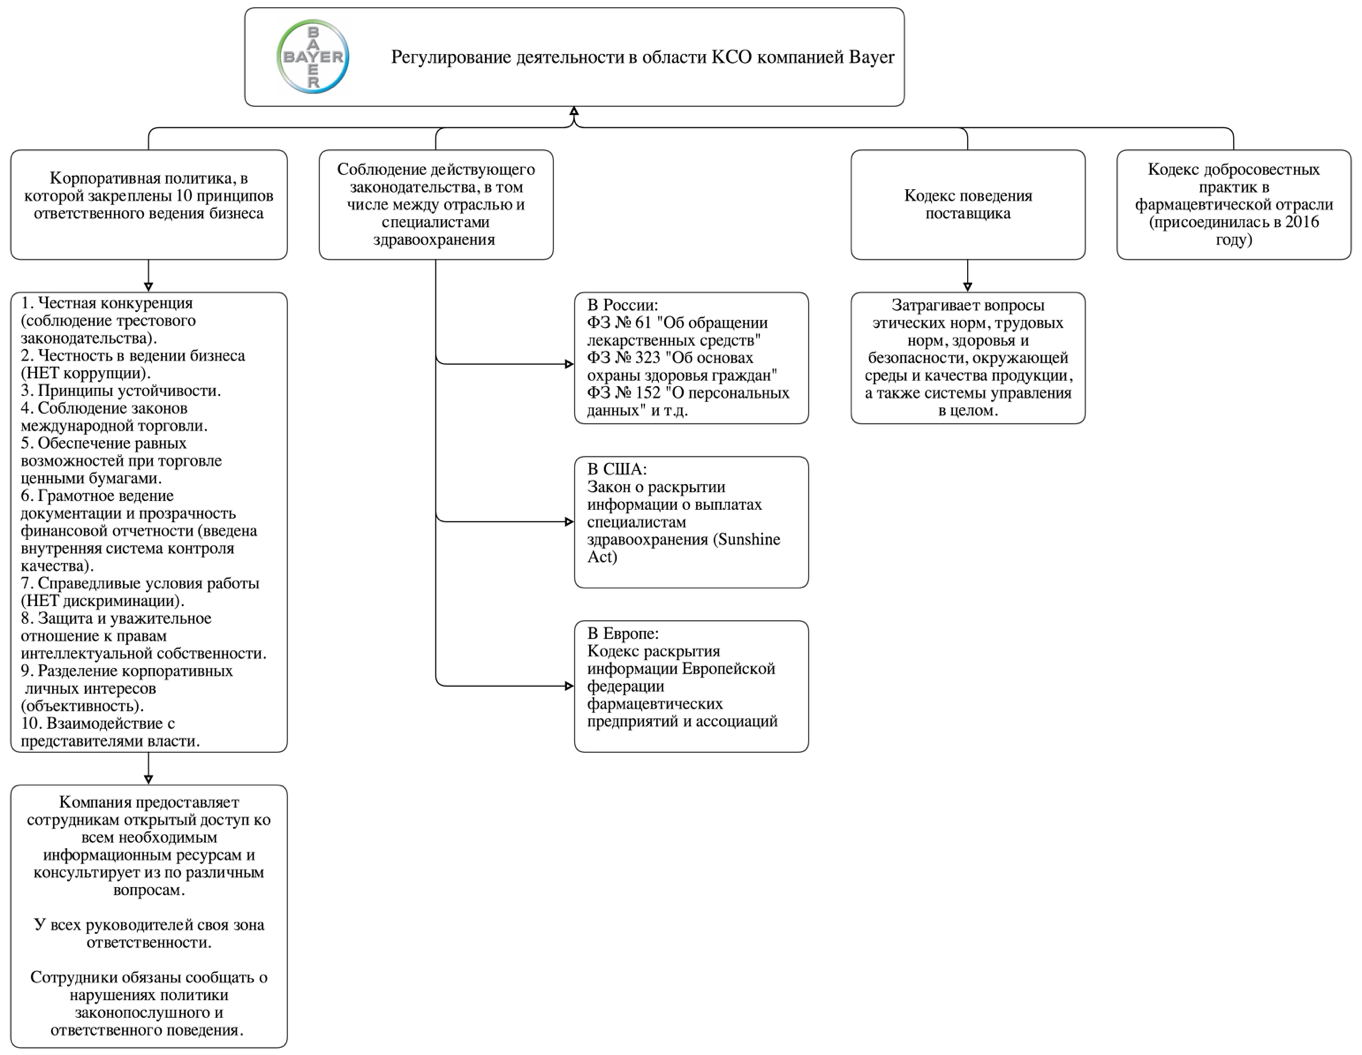 BAYER
BAYER
Регулирование деятельности в области КСО компанией Bayer
Корпоративная политика, в
которой закреплены 10 принципов
ответственного ведения бизнеса
Соблюдение действующего
законодательства, в том
числе между отраслью и
специалистами
здравоохранения
Кодекс поведения
поставщика
Кодекс добросовестных
практик в
фармацевтической отрасли
(присоединилась в 2016
году)
1. Честная конкуренция
(соблюдение трестового
законодательства).
2. Честность в ведении бизнеса
(НЕТ коррупции).
3. Принципы устойчивости.
4. Соблюдение законов
международной торговли.
5. Обеспечение равных
возможностей при торговле
ценными бумагами.
6. Грамотное ведение
документации и прозрачность
финансовой отчетности (введена
внутренняя система контроля
качества).
7. Справедливые условия работы
(НЕТ дискриминации).
8. Защита и уважительное
отношение к правам
интеллектуальной собственности.
9. Разделение корпоративных
личных интересов
(объективность).
10. Взаимодействие с
представителями власти.
В России:
ФЗ № 61 "Об обращении
лекарственных средств"
ФЗ № 323 "Об основах
охраны здоровья граждан"
ФЗ № 152 "О персональных
данных" и т.д.
Затрагивает вопросы
этических норм, трудовых
норм, здоровья и
безопасности, окружающей
среды и качества продукции,
а также системы управления
в целом.
В США:
Закон о раскрытии
информации о выплатах
специалистам
здравоохранения (Sunshine
Act)
В Европе:
Кодекс раскрытия
информации Европейской
федерации
фармацевтических
предприятий и ассоциаций
Компания предоставляет
сотрудникам открытый доступ ко
всем необходимым
информационным ресурсам и
консультирует из по различным
вопросам.
У всех руководителей своя зона
ответственности.
Сотрудники обязаны сообщать о
нарушениях политики
законопослушного и
ответственного поведения.